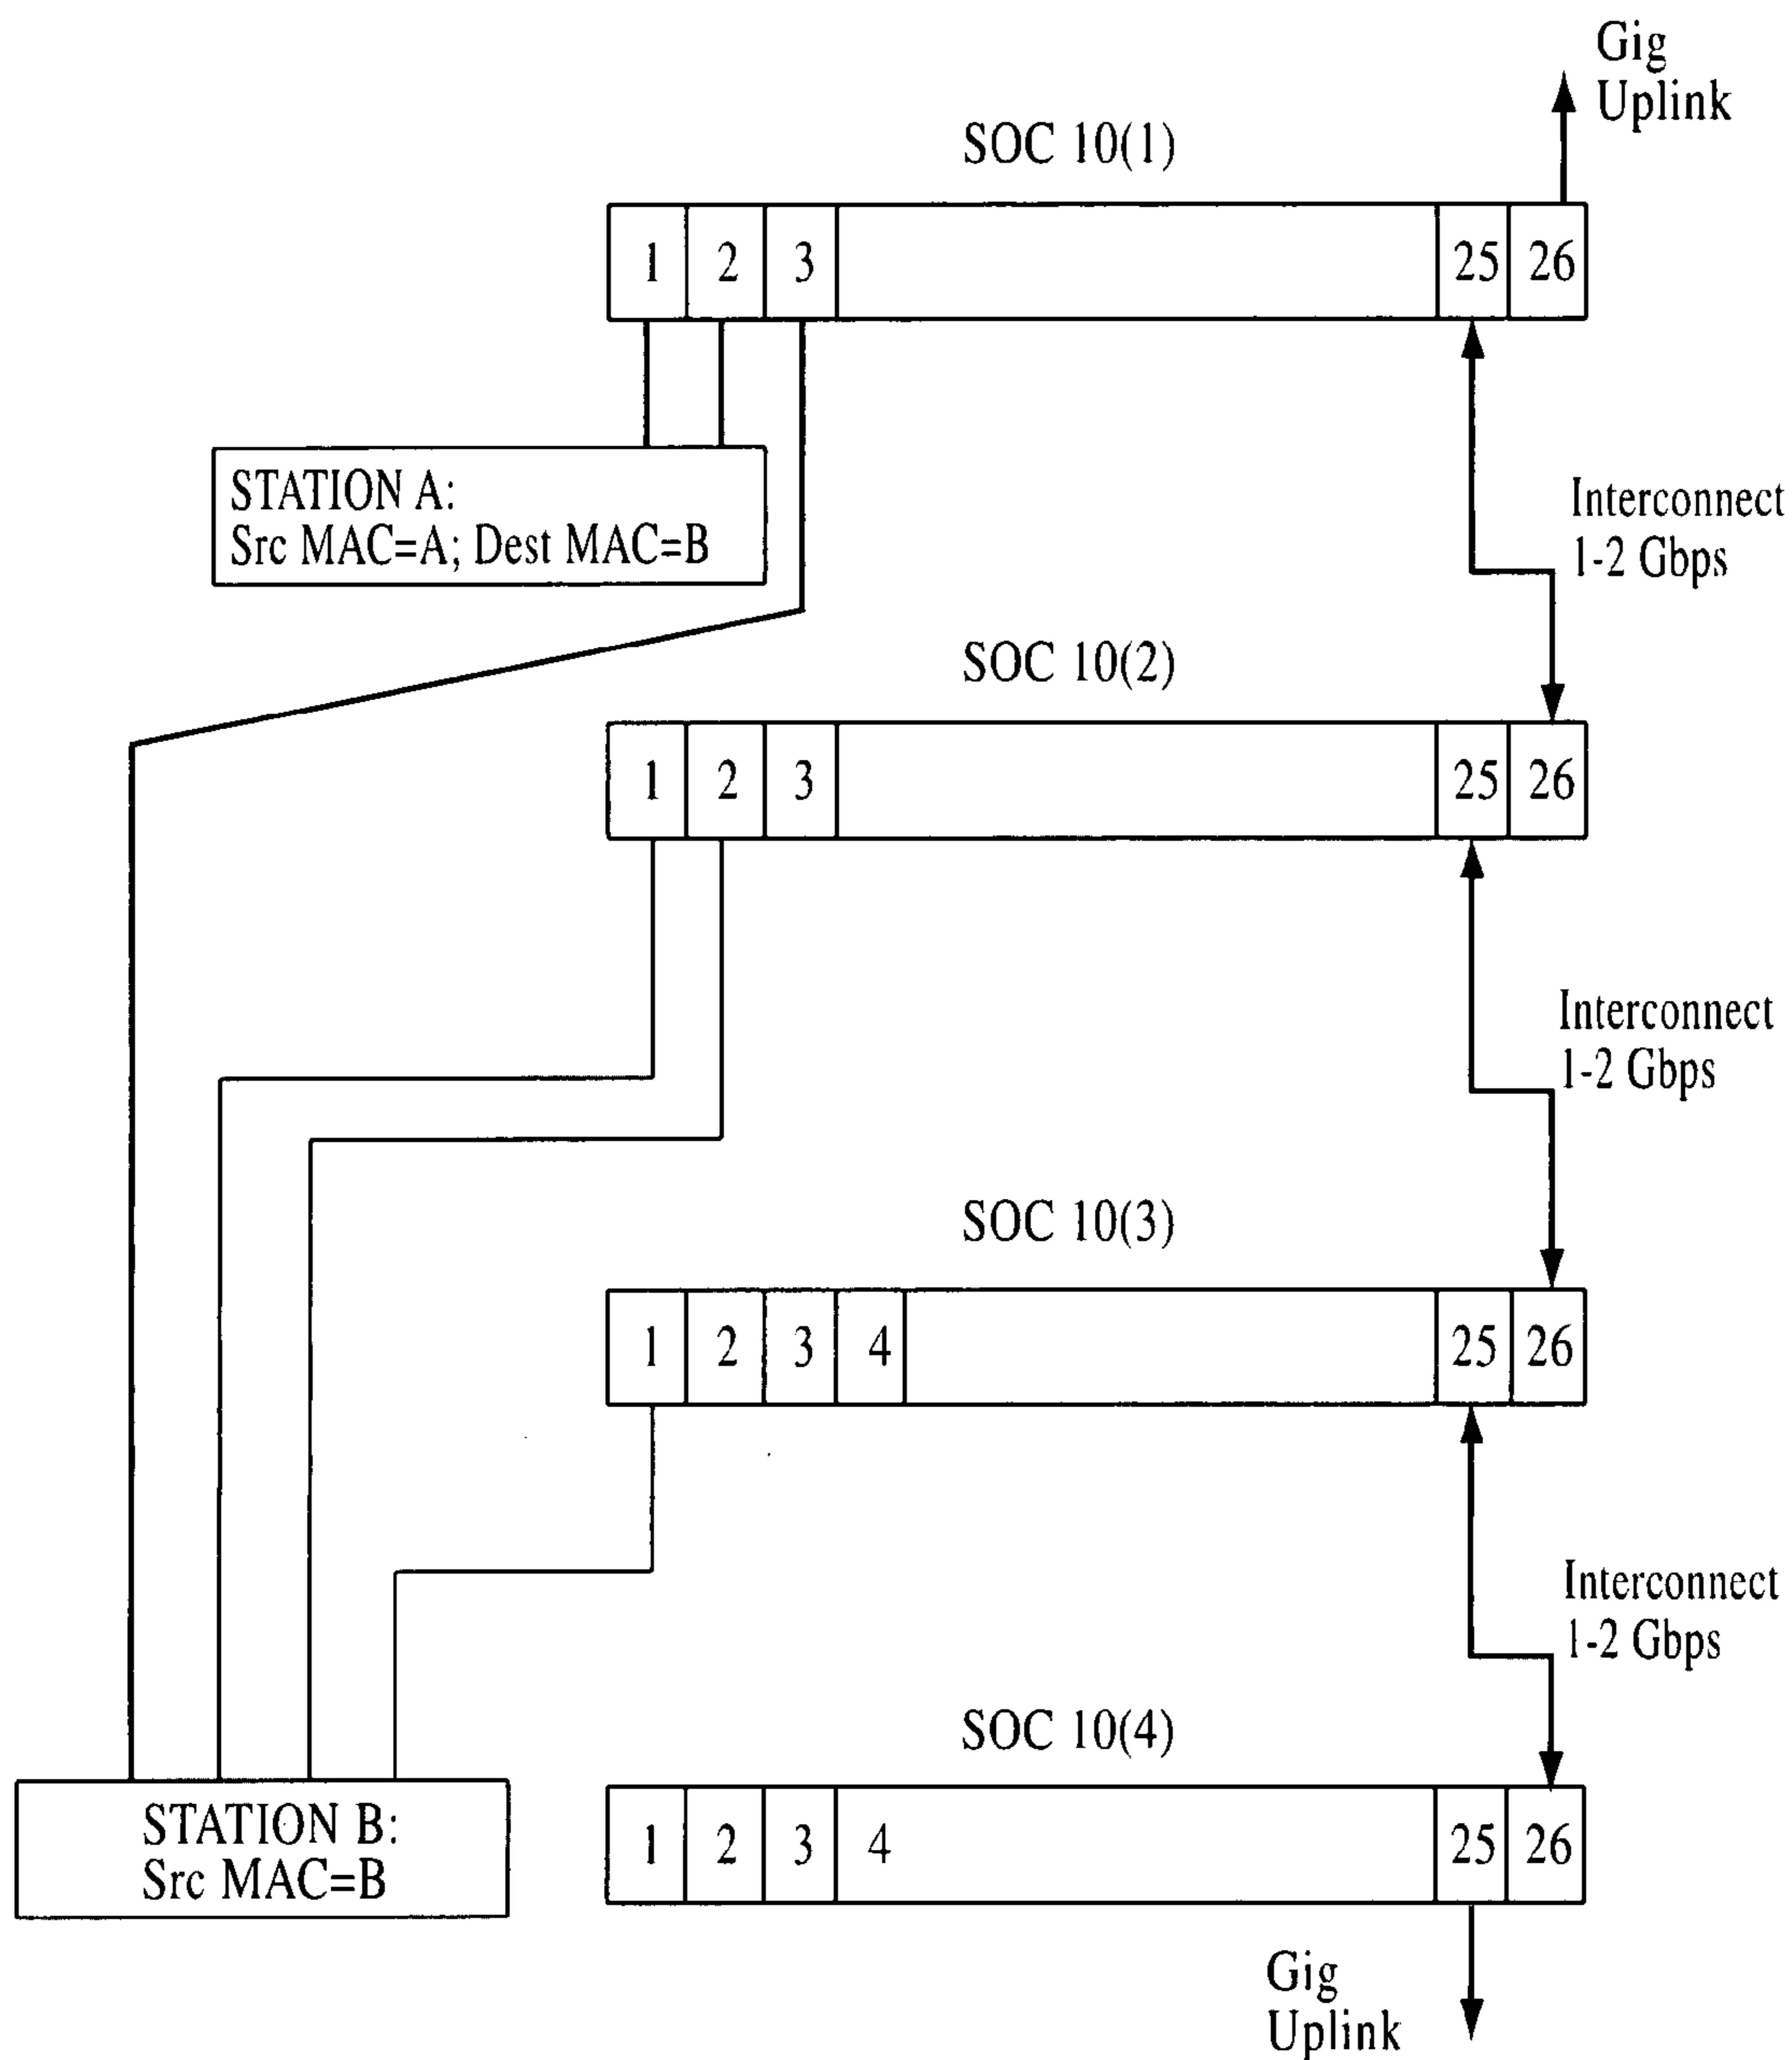 Gig
Uplink
SOC 10(1)
1 2 3 25 26
STATION A:
Src MAC=A; Dest MAC=B
Interconnect
1-2 Gbps
SOC 10(2)
1 2 3 25 26
Interconnect
1-2 Gbps
SOC 10(3)
1 2 3 4 25 26
Interconnect
1-2 Gbps
SOC 10(4)
1 2 3 4 25 26
STATION B:
Src MAC=B
Gig
Uplink